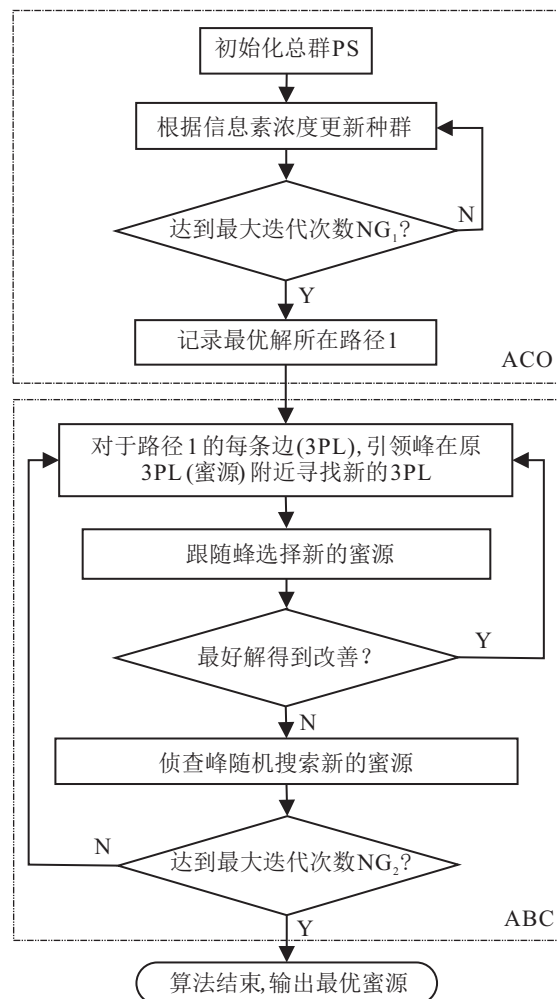 初始化总群PS
根据信息素浓度更新种群
达到最大迭代次数NG₁?
N
Y
记录最优解所在路径1
ACO
对于路径1的每条边(3PL),引领峰在原
3PL(蜜源)附近寻找新的3PL
跟随蜂选择新的蜜源
最好解得到改善?
Y
N
侦查峰随机搜索新的蜜源
达到最大迭代次数NG₂?
N
Y
ABC
算法结束,输出最优蜜源